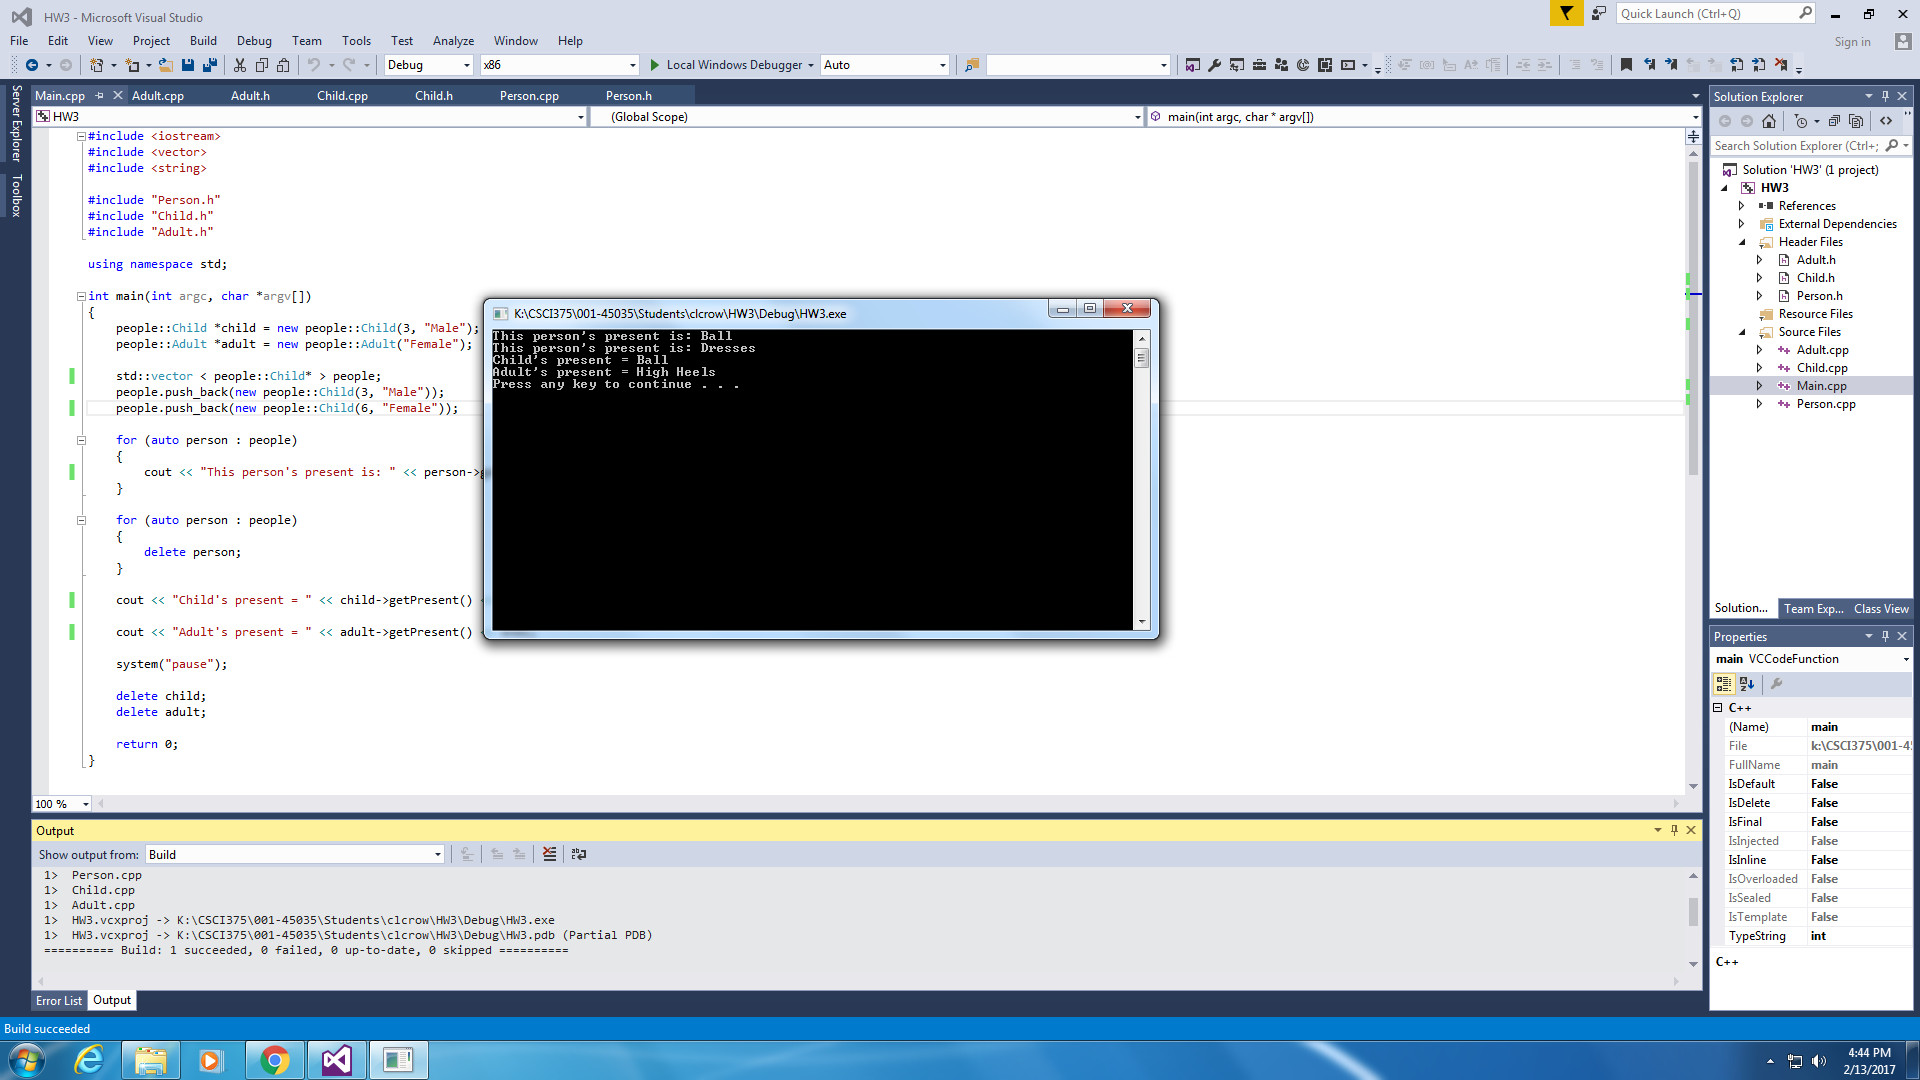 HW3 - Microsoft Visual Studio
Quick Launch (Ctrl+Q)
File Edit View Project Build Debug Team Tools Test Analyze Window Help
Sign in
Debug x86 Local Windows Debugger Auto
Server Explorer
Toolbox
Main.cpp Adult.cpp Adult.h Child.cpp Child.h Person.cpp Person.h
HW3 (Global Scope) main(int argc, char * argv[])
#include <iostream>
#include <vector>
#include <string>
#include "Person.h"
#include "Child.h"
#include "Adult.h"
using namespace std;
int main(int argc, char *argv[])
{
people::Child *child = new people::Child(3, "Male");
people::Adult *adult = new people::Adult("Female");
std::vector < people::Child* > people;
people.push_back(new people::Child(3, "Male"));
people.push_back(new people::Child(6, "Female"));
for (auto person : people)
{
cout << "This person's present is: " << person->
}
for (auto person : people)
{
delete person;
}
cout << "Child's present = " << child->getPresent()
cout << "Adult's present = " << adult->getPresent()
system("pause");
delete child;
delete adult;
return 0;
}
100 %
K:\CSCI375\001-45035\Students\clcrow\HW3\Debug\HW3.exe
This person's present is: Ball
This person's present is: Dresses
Child's present = Ball
Adult's present = High Heels
Press any key to continue . . .
Output
Show output from: Build
1> Person.cpp
1> Child.cpp
1> Adult.cpp
1> HW3.vcxproj -> K:\CSCI375\001-45035\Students\clcrow\HW3\Debug\HW3.exe
1> HW3.vcxproj -> K:\CSCI375\001-45035\Students\clcrow\HW3\Debug\HW3.pdb (Partial PDB)
========== Build: 1 succeeded, 0 failed, 0 up-to-date, 0 skipped ==========
Error List Output
Build succeeded
Solution Explorer
Search Solution Explorer (Ctrl+;
Solution 'HW3' (1 project)
HW3
References
External Dependencies
Header Files
Adult.h
Child.h
Person.h
Resource Files
Source Files
Adult.cpp
Child.cpp
Main.cpp
Person.cpp
Solution... Team Exp... Class View
Properties
main VCCodeFunction
C++
(Name) main
File k:\CSCI375\001-4
FullName main
IsDefault False
IsDelete False
IsFinal False
IsInjected False
IsInline False
IsOverloaded False
IsSealed False
IsTemplate False
TypeString int
C++
4:44 PM
2/13/2017